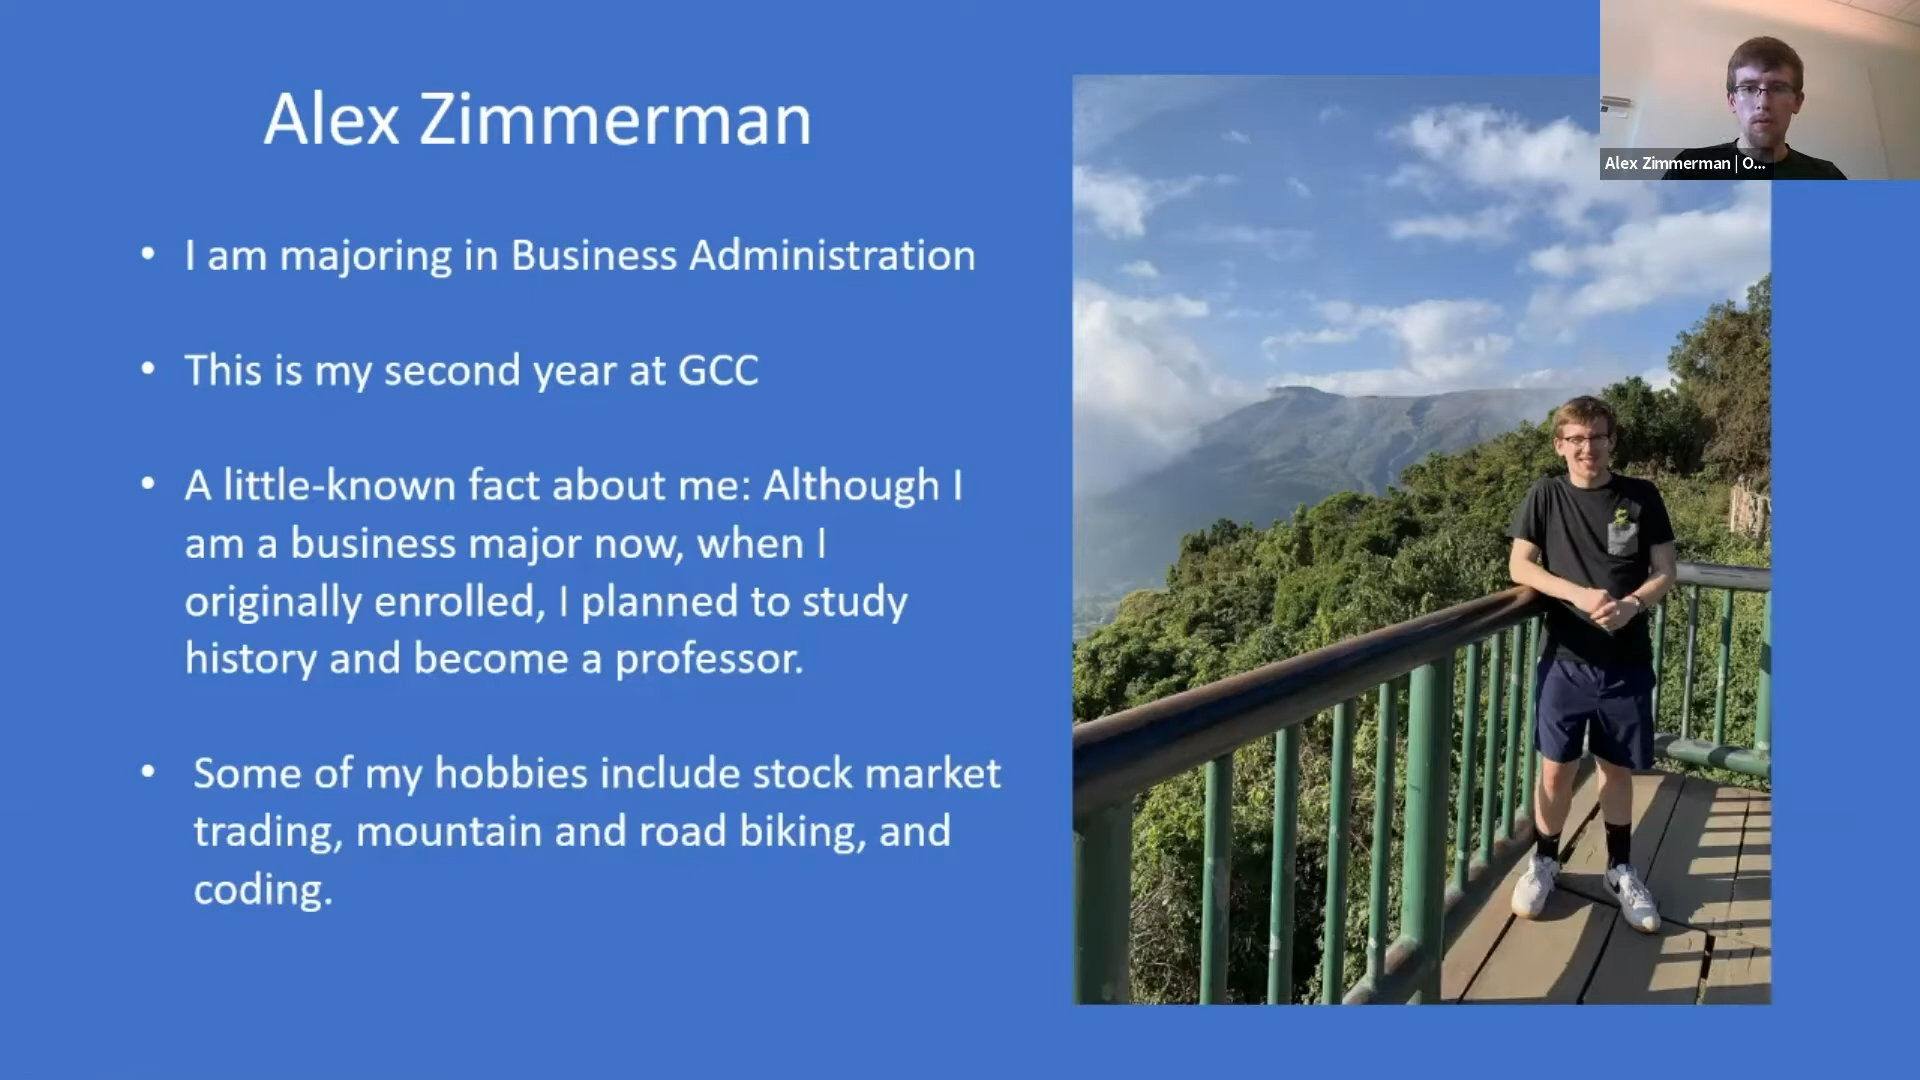 Alex Zimmerman
• I am majoring in Business Administration
• This is my second year at GCC
• A little-known fact about me: Although I
am a business major now, when I
originally enrolled, I planned to study
history and become a professor.
• Some of my hobbies include stock market
trading, mountain and road biking, and
coding.
Alex Zimmerman | O...